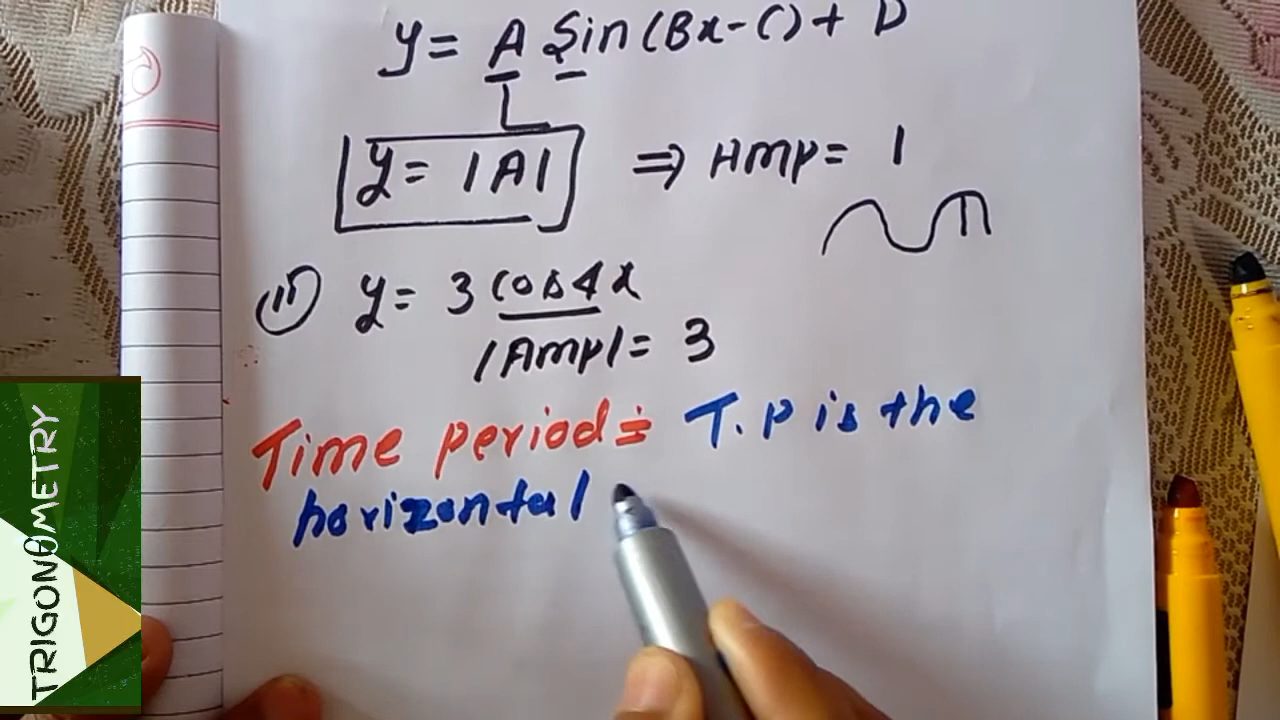 y = A Sin (Bx - C) + D
y = |A| ⇒ Amp = 1
(ii) y = 3 cos 4x
|Amp| = 3
Time period = T.P is the
horizontal
TRIGONOMETRY